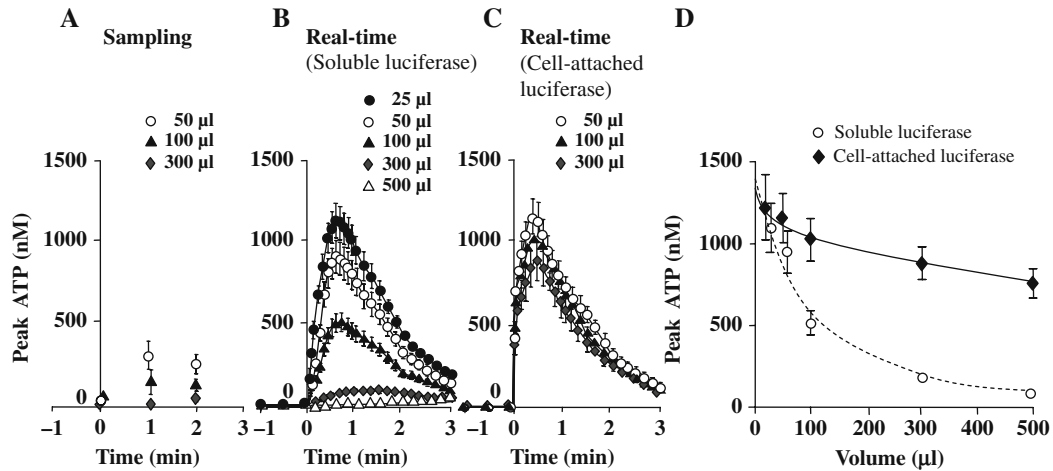 A
Sampling
50 µl
100 µl
300 µl
1500
1000
500
0
Peak ATP (nM)
−1 0 1 2 3
Time (min)
B
Real-time
(Soluble luciferase)
25 µl
50 µl
100 µl
300 µl
500 µl
1500
1000
500
0
−1 0 1 2 3
Time (min)
C
Real-time
(Cell-attached
luciferase)
50 µl
100 µl
300 µl
1500
1000
500
0
−1 0 1 2 3
Time (min)
D
Soluble luciferase
Cell-attached luciferase
1500
1000
500
0
Peak ATP (nM)
0 100 200 300 400 500
Volume (µl)